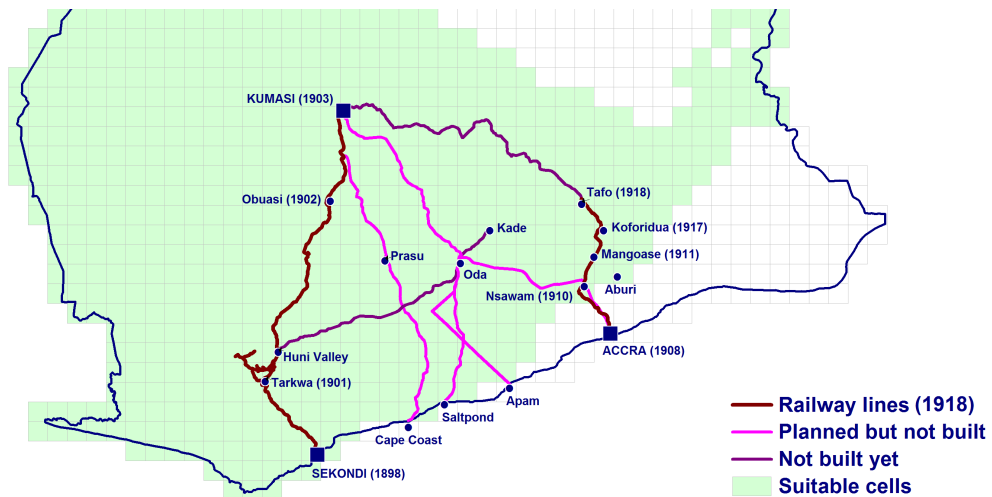 KUMASI (1903)
Tafo (1918)
Obuasi (1902)
Kade
Koforidua (1917)
Prasu
Mangoase (1911)
Oda
Aburi
Nsawam (1910)
ACCRA (1908)
Huni Valley
Tarkwa (1901)
Apam
Saltpond
Railway lines (1918)
Planned but not built
Cape Coast
Not built yet
SEKONDI (1898)
Suitable cells